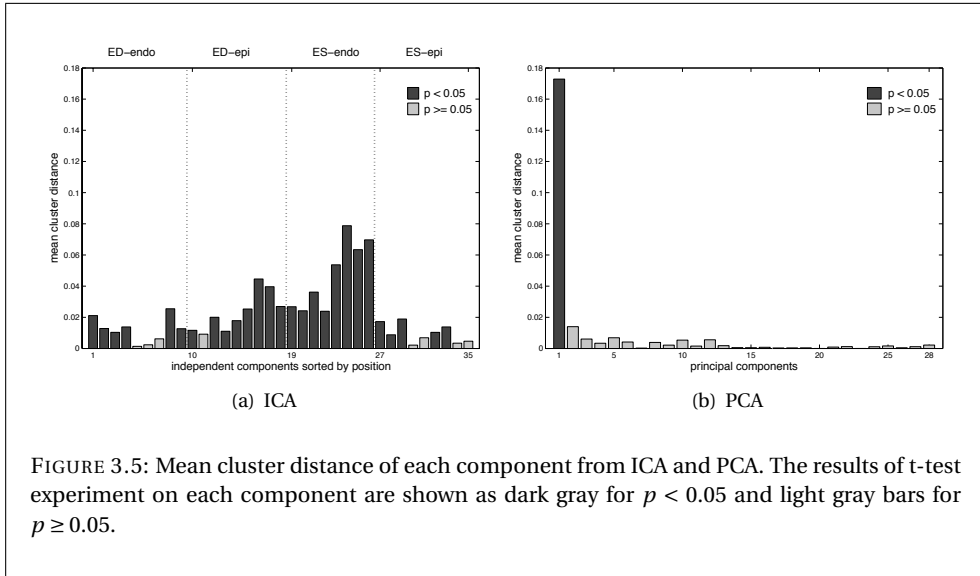 ED−endo ED−epi ES−endo ES−epi
0.18
0.16
0.14
0.12
0.1
0.08
0.06
0.04
0.02
0
mean cluster distance
p < 0.05
p >= 0.05
1 10 19 27 35
independent components sorted by position
(a) ICA
0.18
0.16
0.14
0.12
0.1
0.08
0.06
0.04
0.02
0
mean cluster distance
p < 0.05
p >= 0.05
1 5 10 15 20 25 28
principal components
(b) PCA
FIGURE 3.5: Mean cluster distance of each component from ICA and PCA. The results of t-test
experiment on each component are shown as dark gray for p < 0.05 and light gray bars for
p ≥ 0.05.